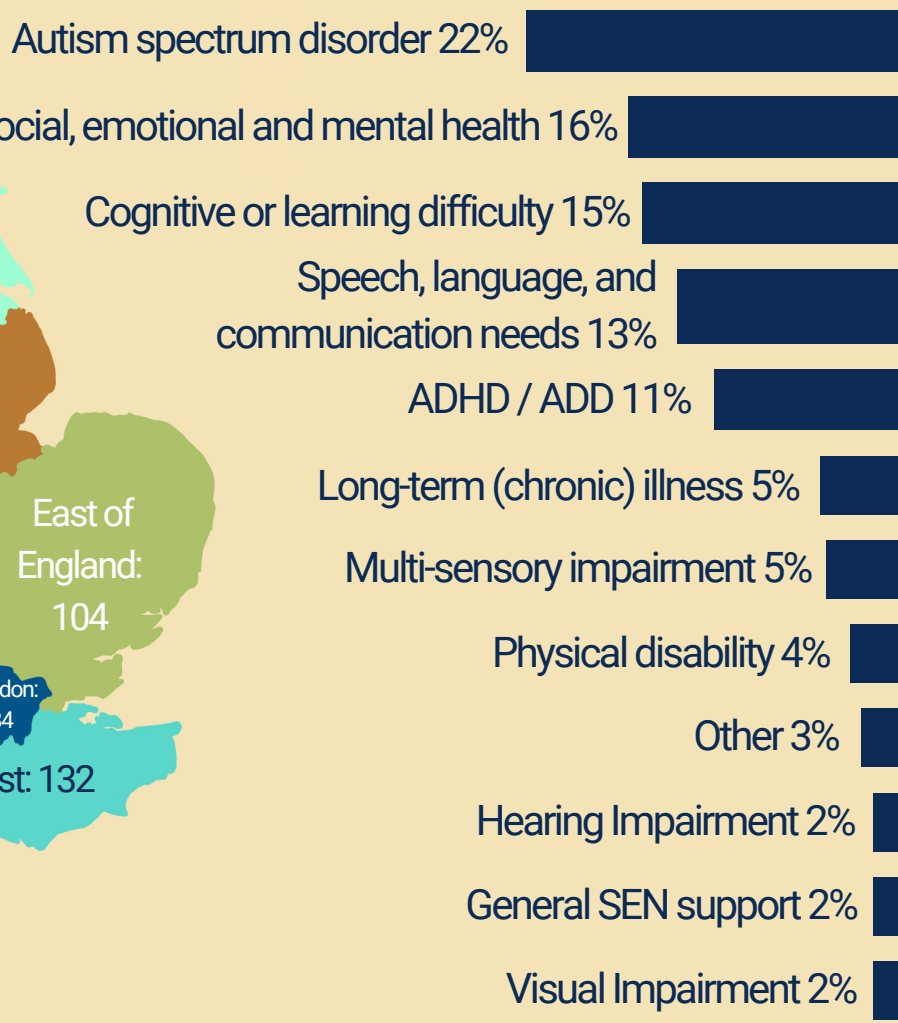 Autism spectrum disorder 22%
ocial, emotional and mental health 16%
Cognitive or learning difficulty 15%
Speech, language, and
communication needs 13%
ADHD / ADD 11%
Long-term (chronic) illness 5%
Multi-sensory impairment 5%
Physical disability 4%
Other 3%
Hearing Impairment 2%
General SEN support 2%
Visual Impairment 2%
East of
England:
104
don:
34
st: 132